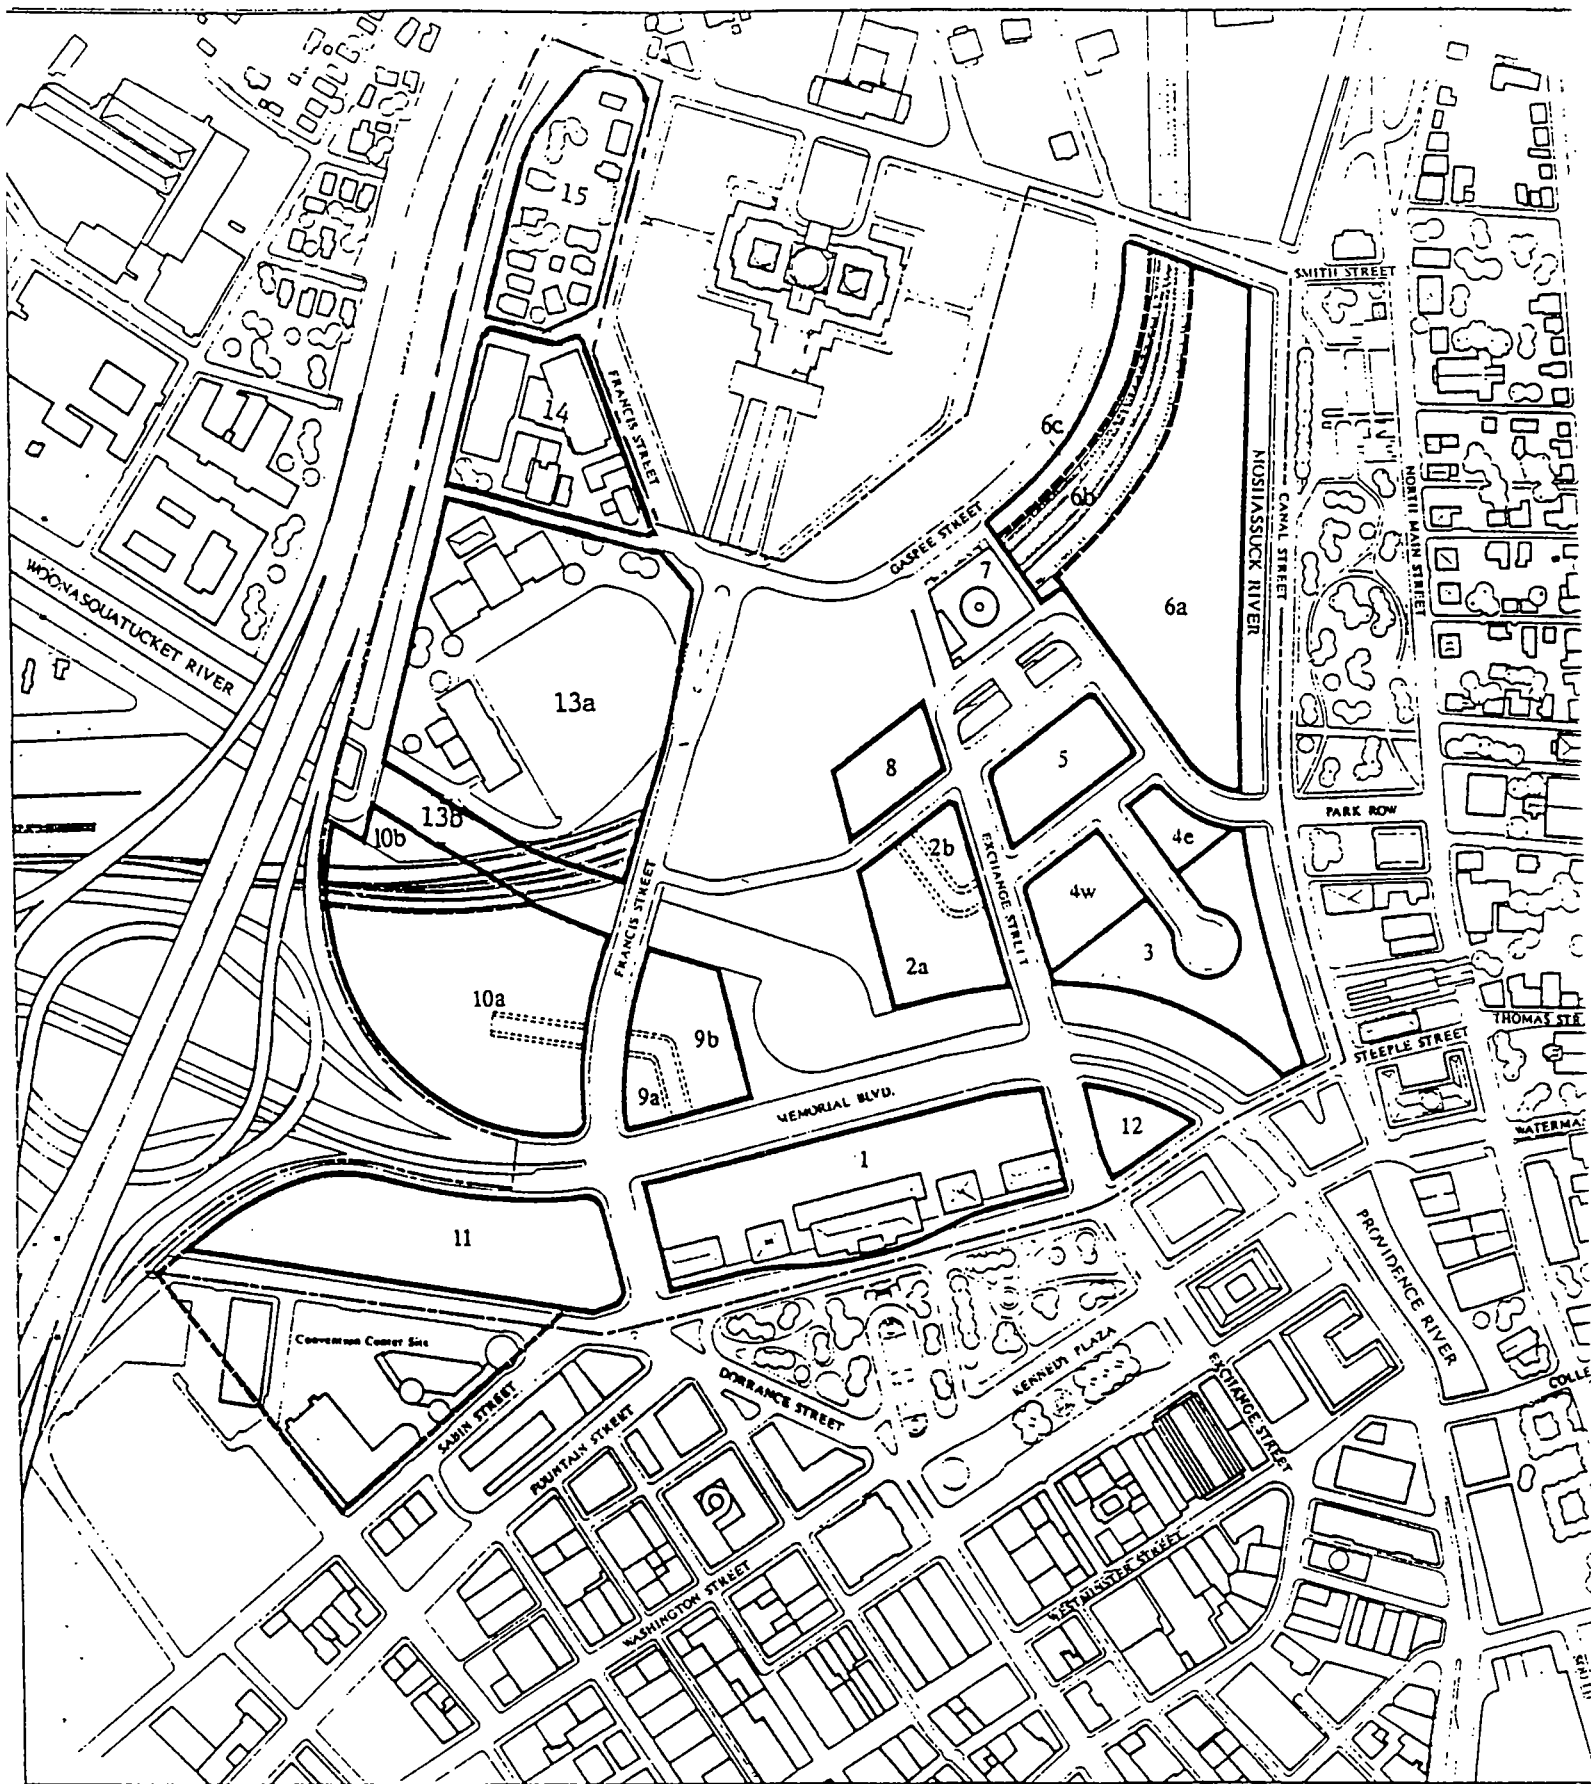 15
SMITH STREET
14
FRANCIS STREET
6c
MOSHASSUCK RIVER
CANAL STREET
NORTH MAIN STREET
6b
GASPEE STREET
7
WOONASQUATUCKET RIVER
6a
13a
8
5
13B
10b
PARK ROW
2b
EXCHANGE STREET
4e
4w
FRANCIS STREET
2a
3
10a
THOMAS STR
9b
STEEPLE STREET
9a
MEMORIAL BLVD.
12
WATERMA
1
11
PROVIDENCE RIVER
Convention Center Site
KENNEDY PLAZA
DORRANCE STREET
EXCHANGE STREET
COLLE
SABIN STREET
FOUNTAIN STREET
WASHINGTON STREET
WESTMINSTER STREET